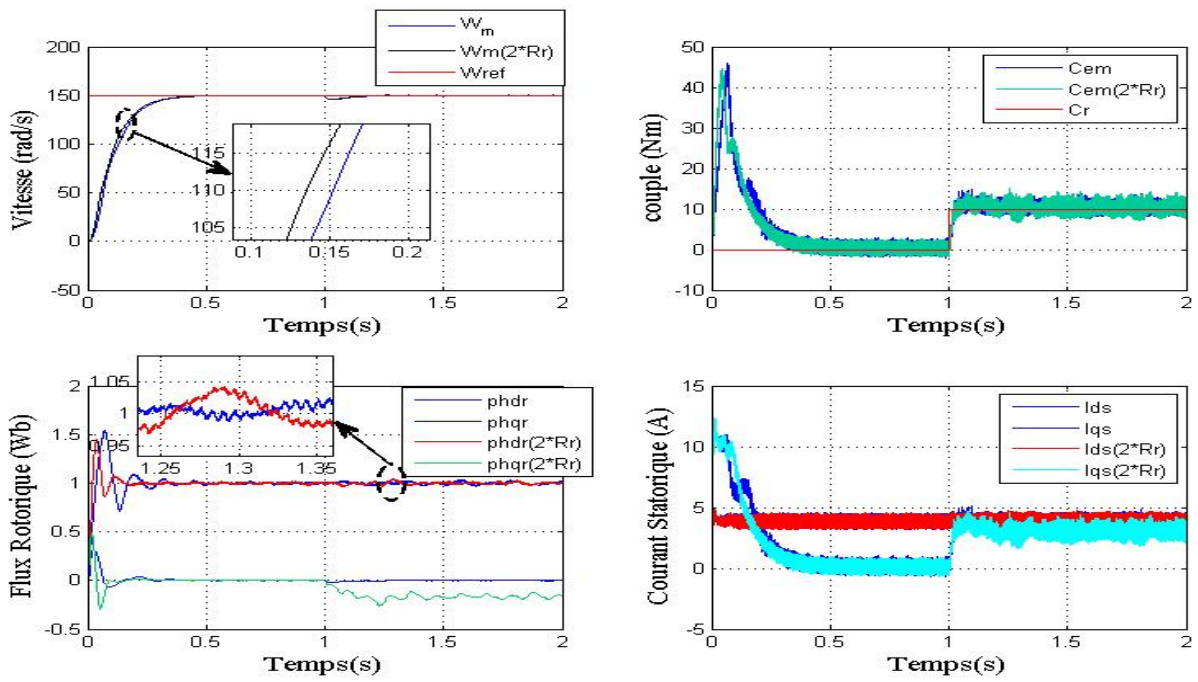 W_m
Wm(2*Rr)
Wref
200
150
100
50
0
-50
Vitesse (rad/s)
115
110
105
0.1
0.15
0.2
0
0.5
1
1.5
2
Temps(s)
Cem
Cem(2*Rr)
Cr
50
40
30
20
10
0
-10
couple (Nm)
0
0.5
1
1.5
2
Temps(s)
1.05
1
0.95
1.25
1.3
1.35
phdr
phqr
phdr(2*Rr)
phqr(2*Rr)
2
1.5
1
0.5
0
-0.5
Flux Rotorique (Wb)
0
0.5
1
1.5
2
Temps(s)
Ids
Iqs
Ids(2*Rr)
Iqs(2*Rr)
15
10
5
0
-5
Courant Statorique (A)
0
0.5
1
1.5
2
Temps(s)